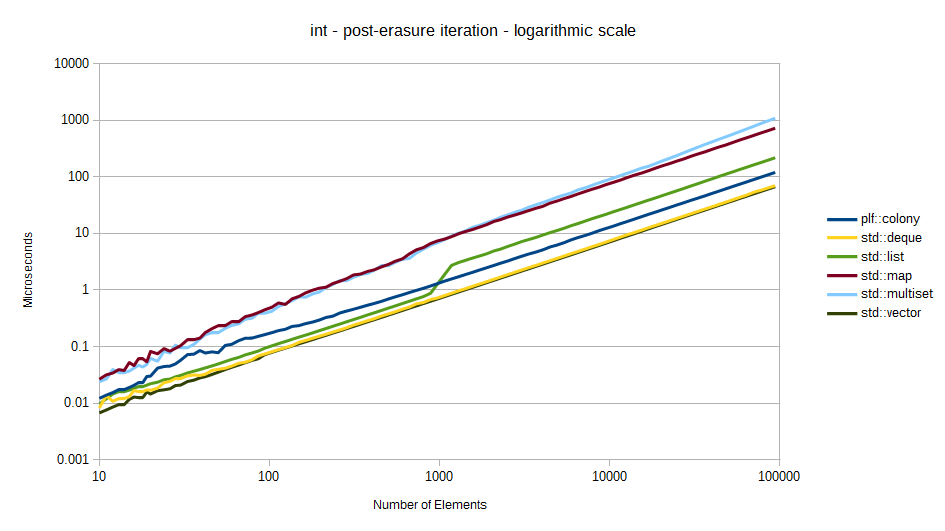 int - post-erasure iteration - logarithmic scale
10000
1000
100
10
1
0.1
0.01
0.001
Microseconds
10 100 1000 10000 100000
Number of Elements
plf::colony
std::deque
std::list
std::map
std::multiset
std::vector